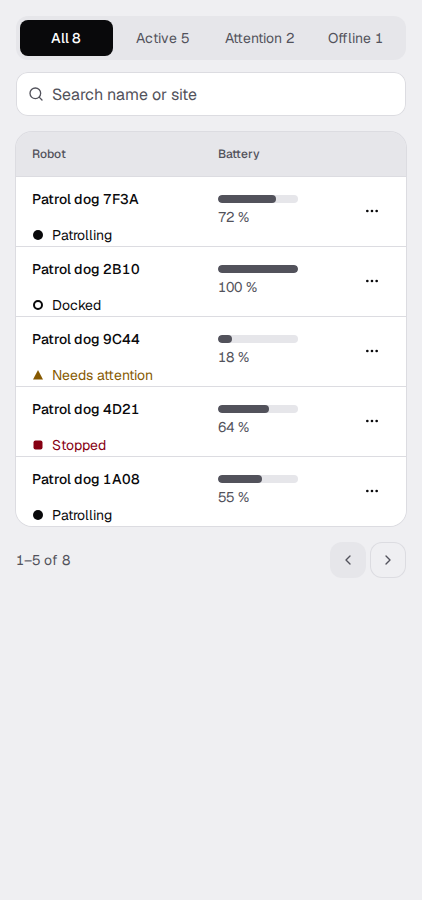 All 8 Active 5 Attention 2 Offline 1
Search name or site
Robot Battery
Patrol dog 7F3A
72 %
Patrolling
Patrol dog 2B10
100 %
Docked
Patrol dog 9C44
18 %
Needs attention
Patrol dog 4D21
64 %
Stopped
Patrol dog 1A08
55 %
Patrolling
1–5 of 8